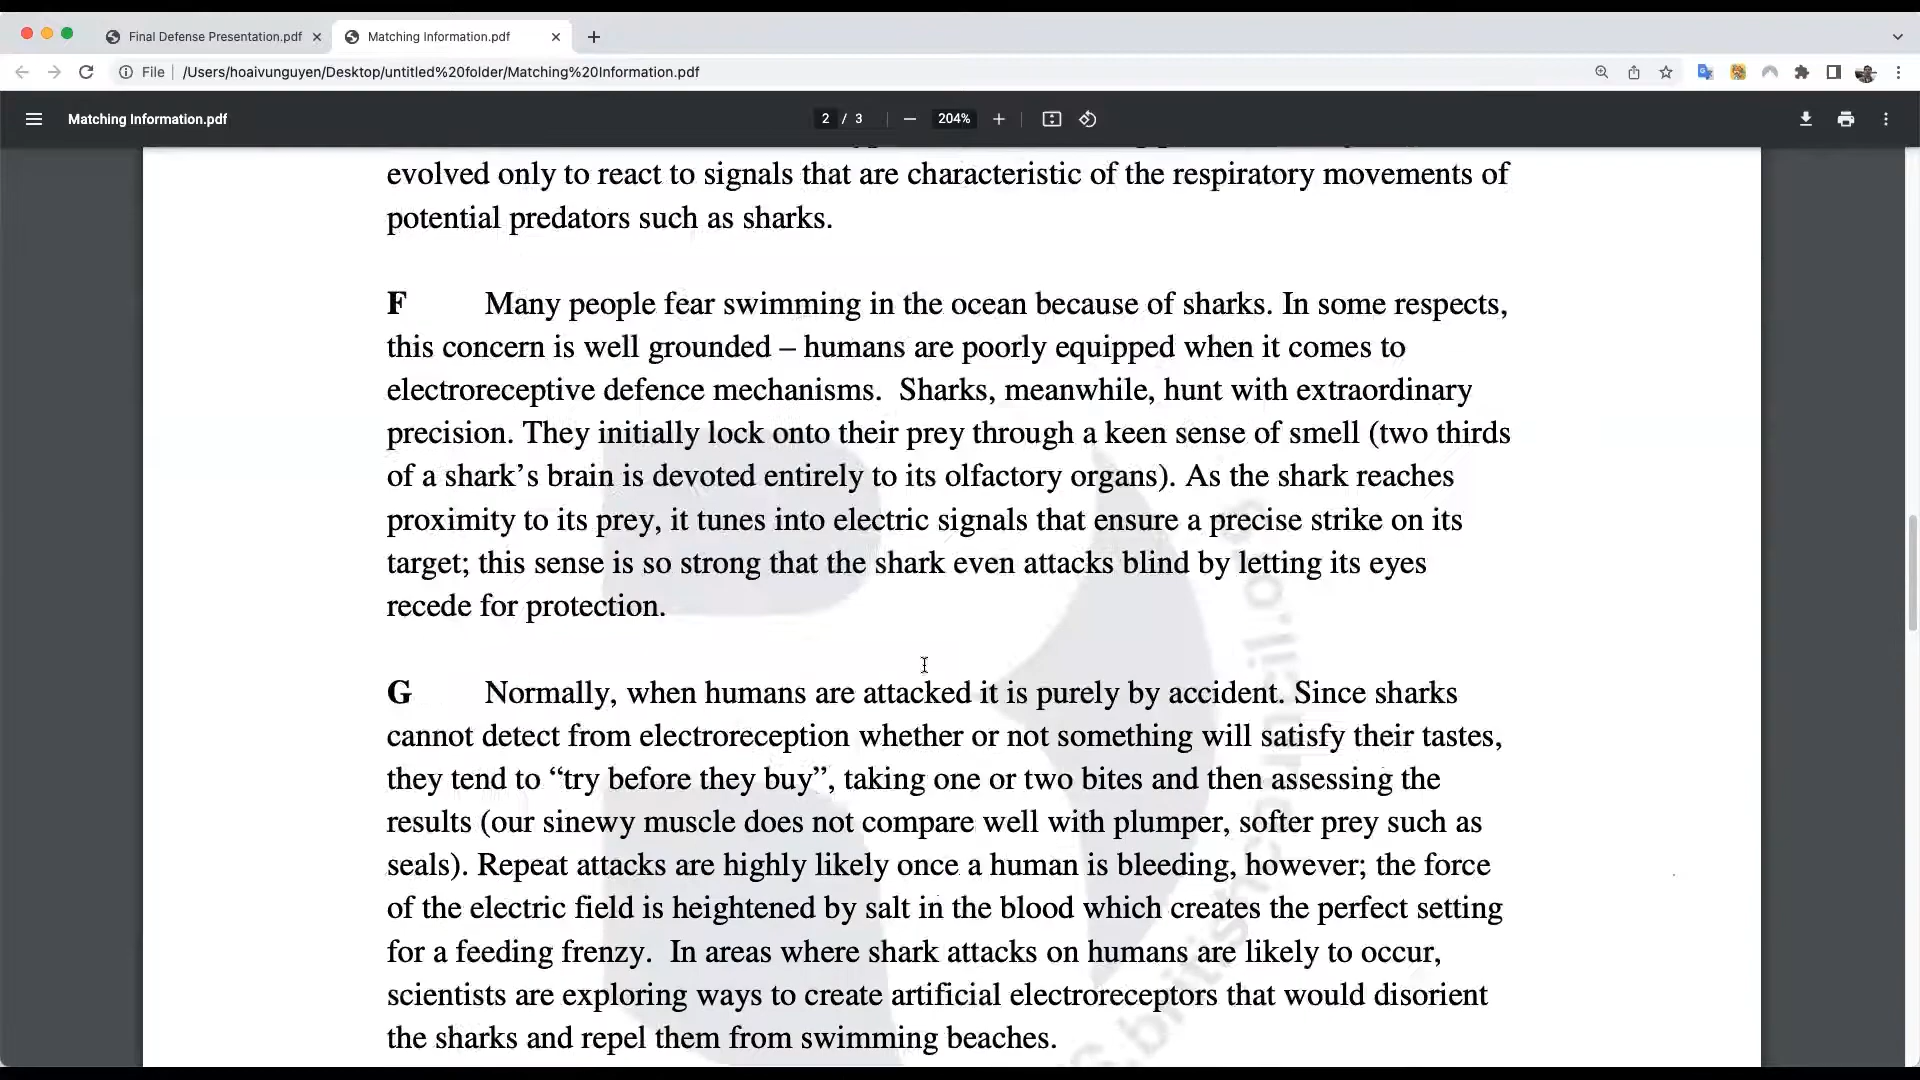 Final Defense Presentation.pdf
Matching Information.pdf
File
/Users/hoaivunguyen/Desktop/untitled%20folder/Matching%20Information.pdf
Matching Information.pdf
2 / 3
204%
evolved only to react to signals that are characteristic of the respiratory movements of
potential predators such as sharks.
F Many people fear swimming in the ocean because of sharks. In some respects,
this concern is well grounded – humans are poorly equipped when it comes to
electroreceptive defence mechanisms. Sharks, meanwhile, hunt with extraordinary
precision. They initially lock onto their prey through a keen sense of smell (two thirds
of a shark’s brain is devoted entirely to its olfactory organs). As the shark reaches
proximity to its prey, it tunes into electric signals that ensure a precise strike on its
target; this sense is so strong that the shark even attacks blind by letting its eyes
recede for protection.
G Normally, when humans are attacked it is purely by accident. Since sharks
cannot detect from electroreception whether or not something will satisfy their tastes,
they tend to “try before they buy”, taking one or two bites and then assessing the
results (our sinewy muscle does not compare well with plumper, softer prey such as
seals). Repeat attacks are highly likely once a human is bleeding, however; the force
of the electric field is heightened by salt in the blood which creates the perfect setting
for a feeding frenzy. In areas where shark attacks on humans are likely to occur,
scientists are exploring ways to create artificial electroreceptors that would disorient
the sharks and repel them from swimming beaches.